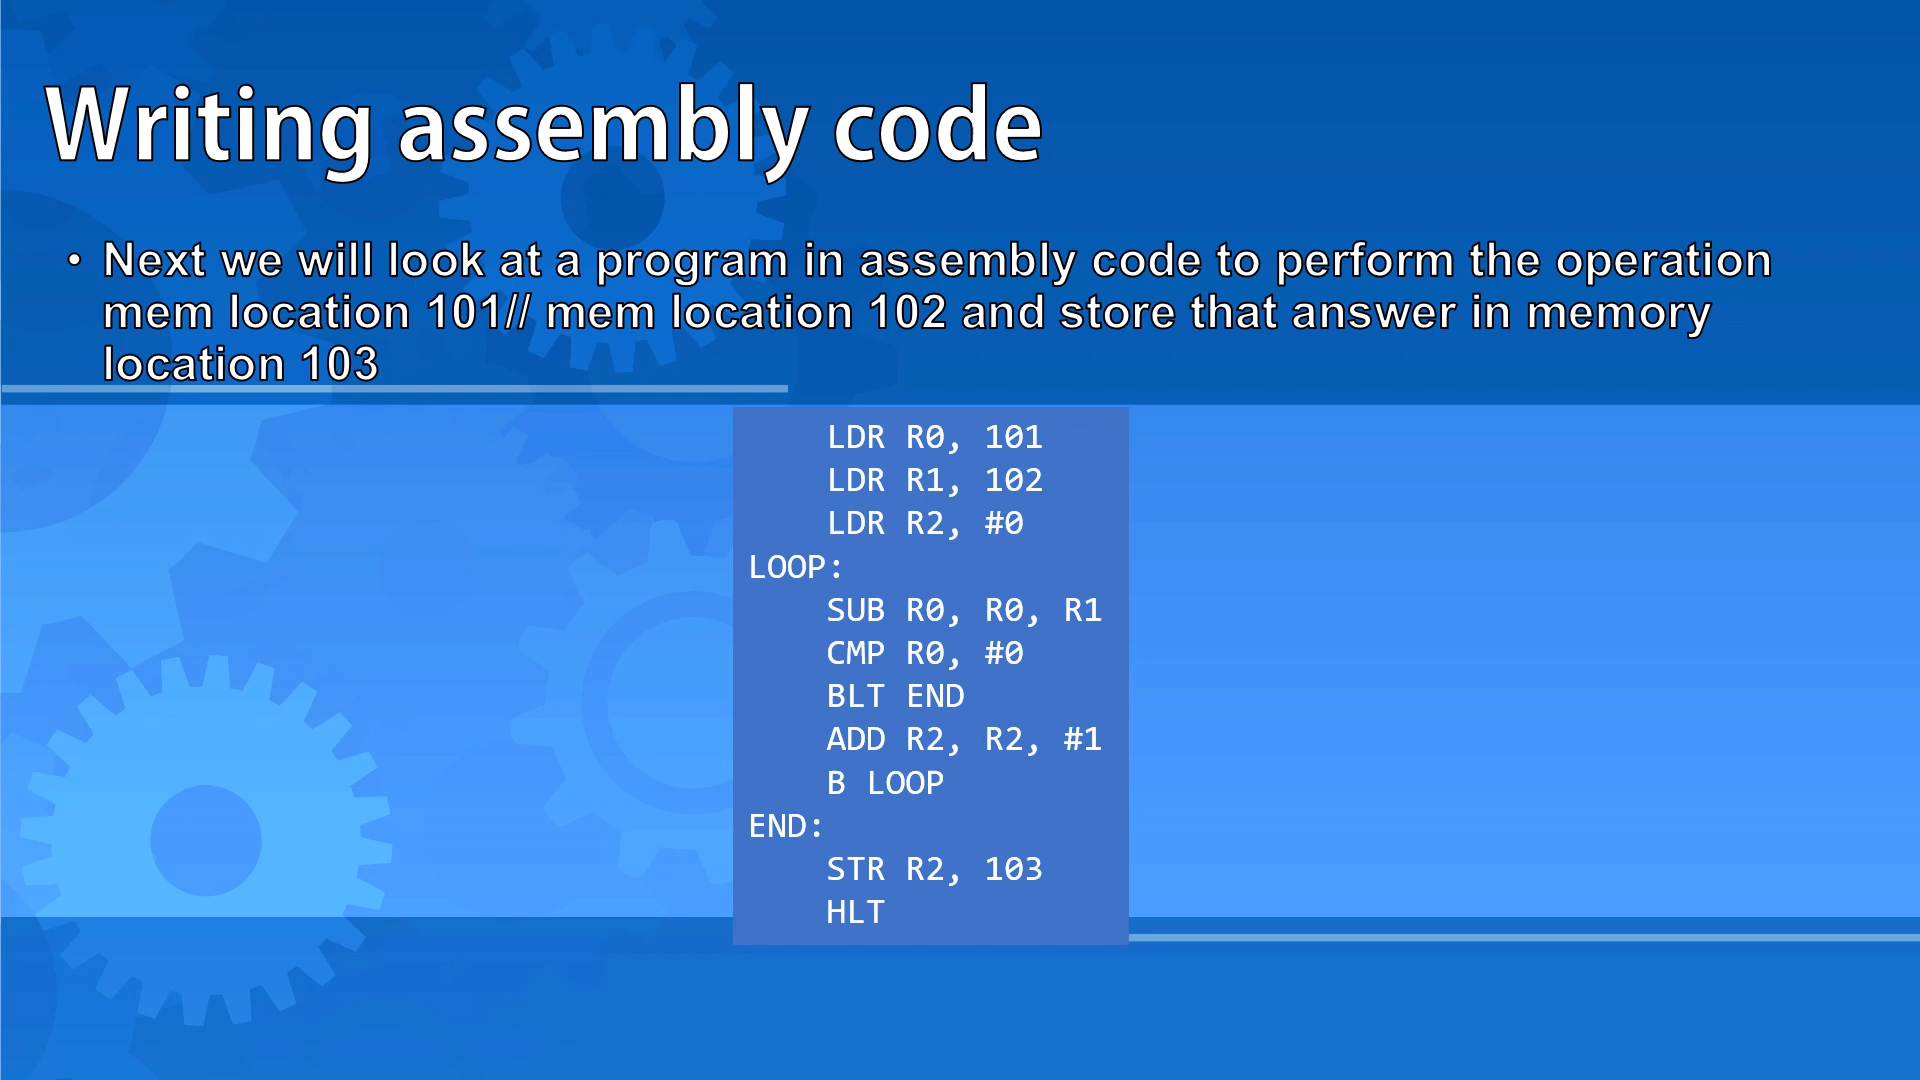 Writing assembly code
• Next we will look at a program in assembly code to perform the operation
mem location 101// mem location 102 and store that answer in memory
location 103
LDR R0, 101
LDR R1, 102
LDR R2, #0
LOOP:
SUB R0, R0, R1
CMP R0, #0
BLT END
ADD R2, R2, #1
B LOOP
END:
STR R2, 103
HLT